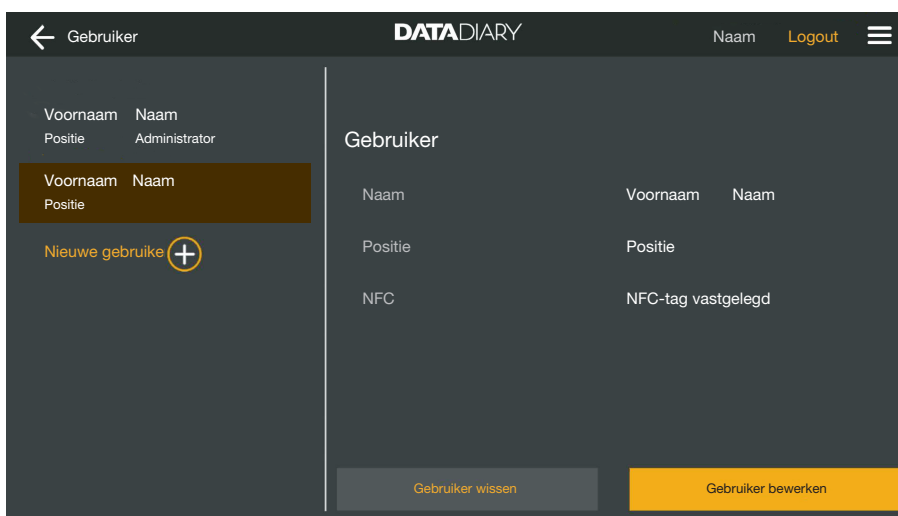 Gebruiker DATADIARY Naam Logout
Voornaam Naam
Positie Administrator
Voornaam Naam
Positie
Nieuwe gebruike
Gebruiker
Naam Voornaam Naam
Positie Positie
NFC NFC-tag vastgelegd
Gebruiker wissen Gebruiker bewerken